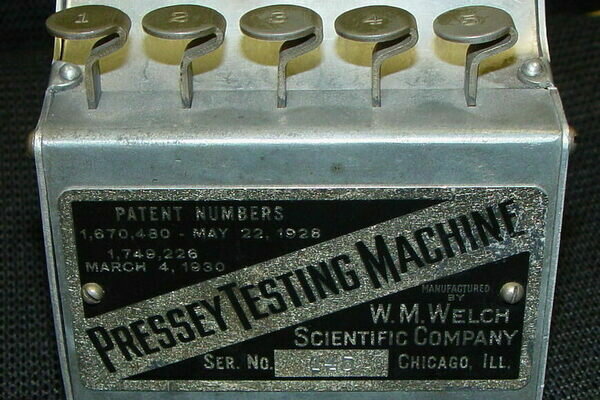 1 2 3 4 5
PATENT NUMBERS
1,670,480 - MAY 22, 1928
1,749,226
MARCH 4, 1930
PRESSEY TESTING MACHINE
MANUFACTURED
BY
W. M. WELCH
SCIENTIFIC COMPANY
SER. NO.
CHICAGO, ILL.